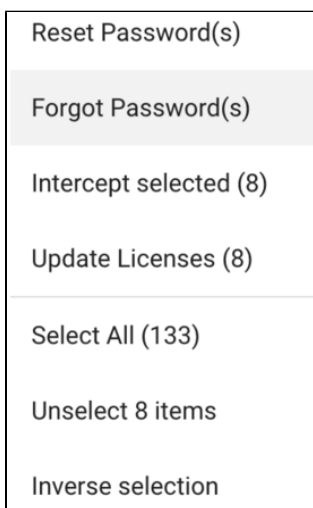 Reset Password(s)
Forgot Password(s)
Intercept selected (8)
Update Licenses (8)
Select All (133)
Unselect 8 items
Inverse selection